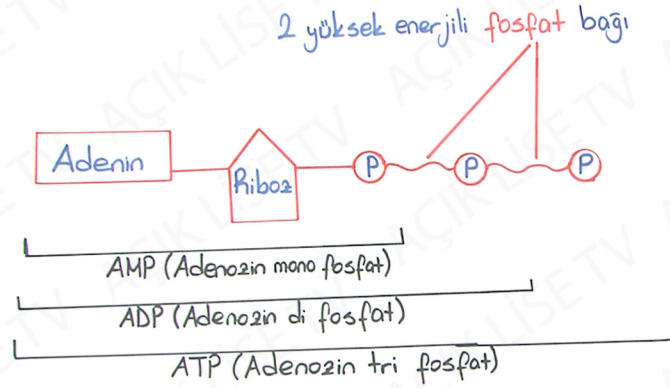 2 yüksek enerjili fosfat bağı
Adenin
Riboz
P
P
P
AMP (Adenozin mono fosfat)
ADP (Adenozin di fosfat)
ATP (Adenozin tri fosfat)
AÇIK LİSE TV